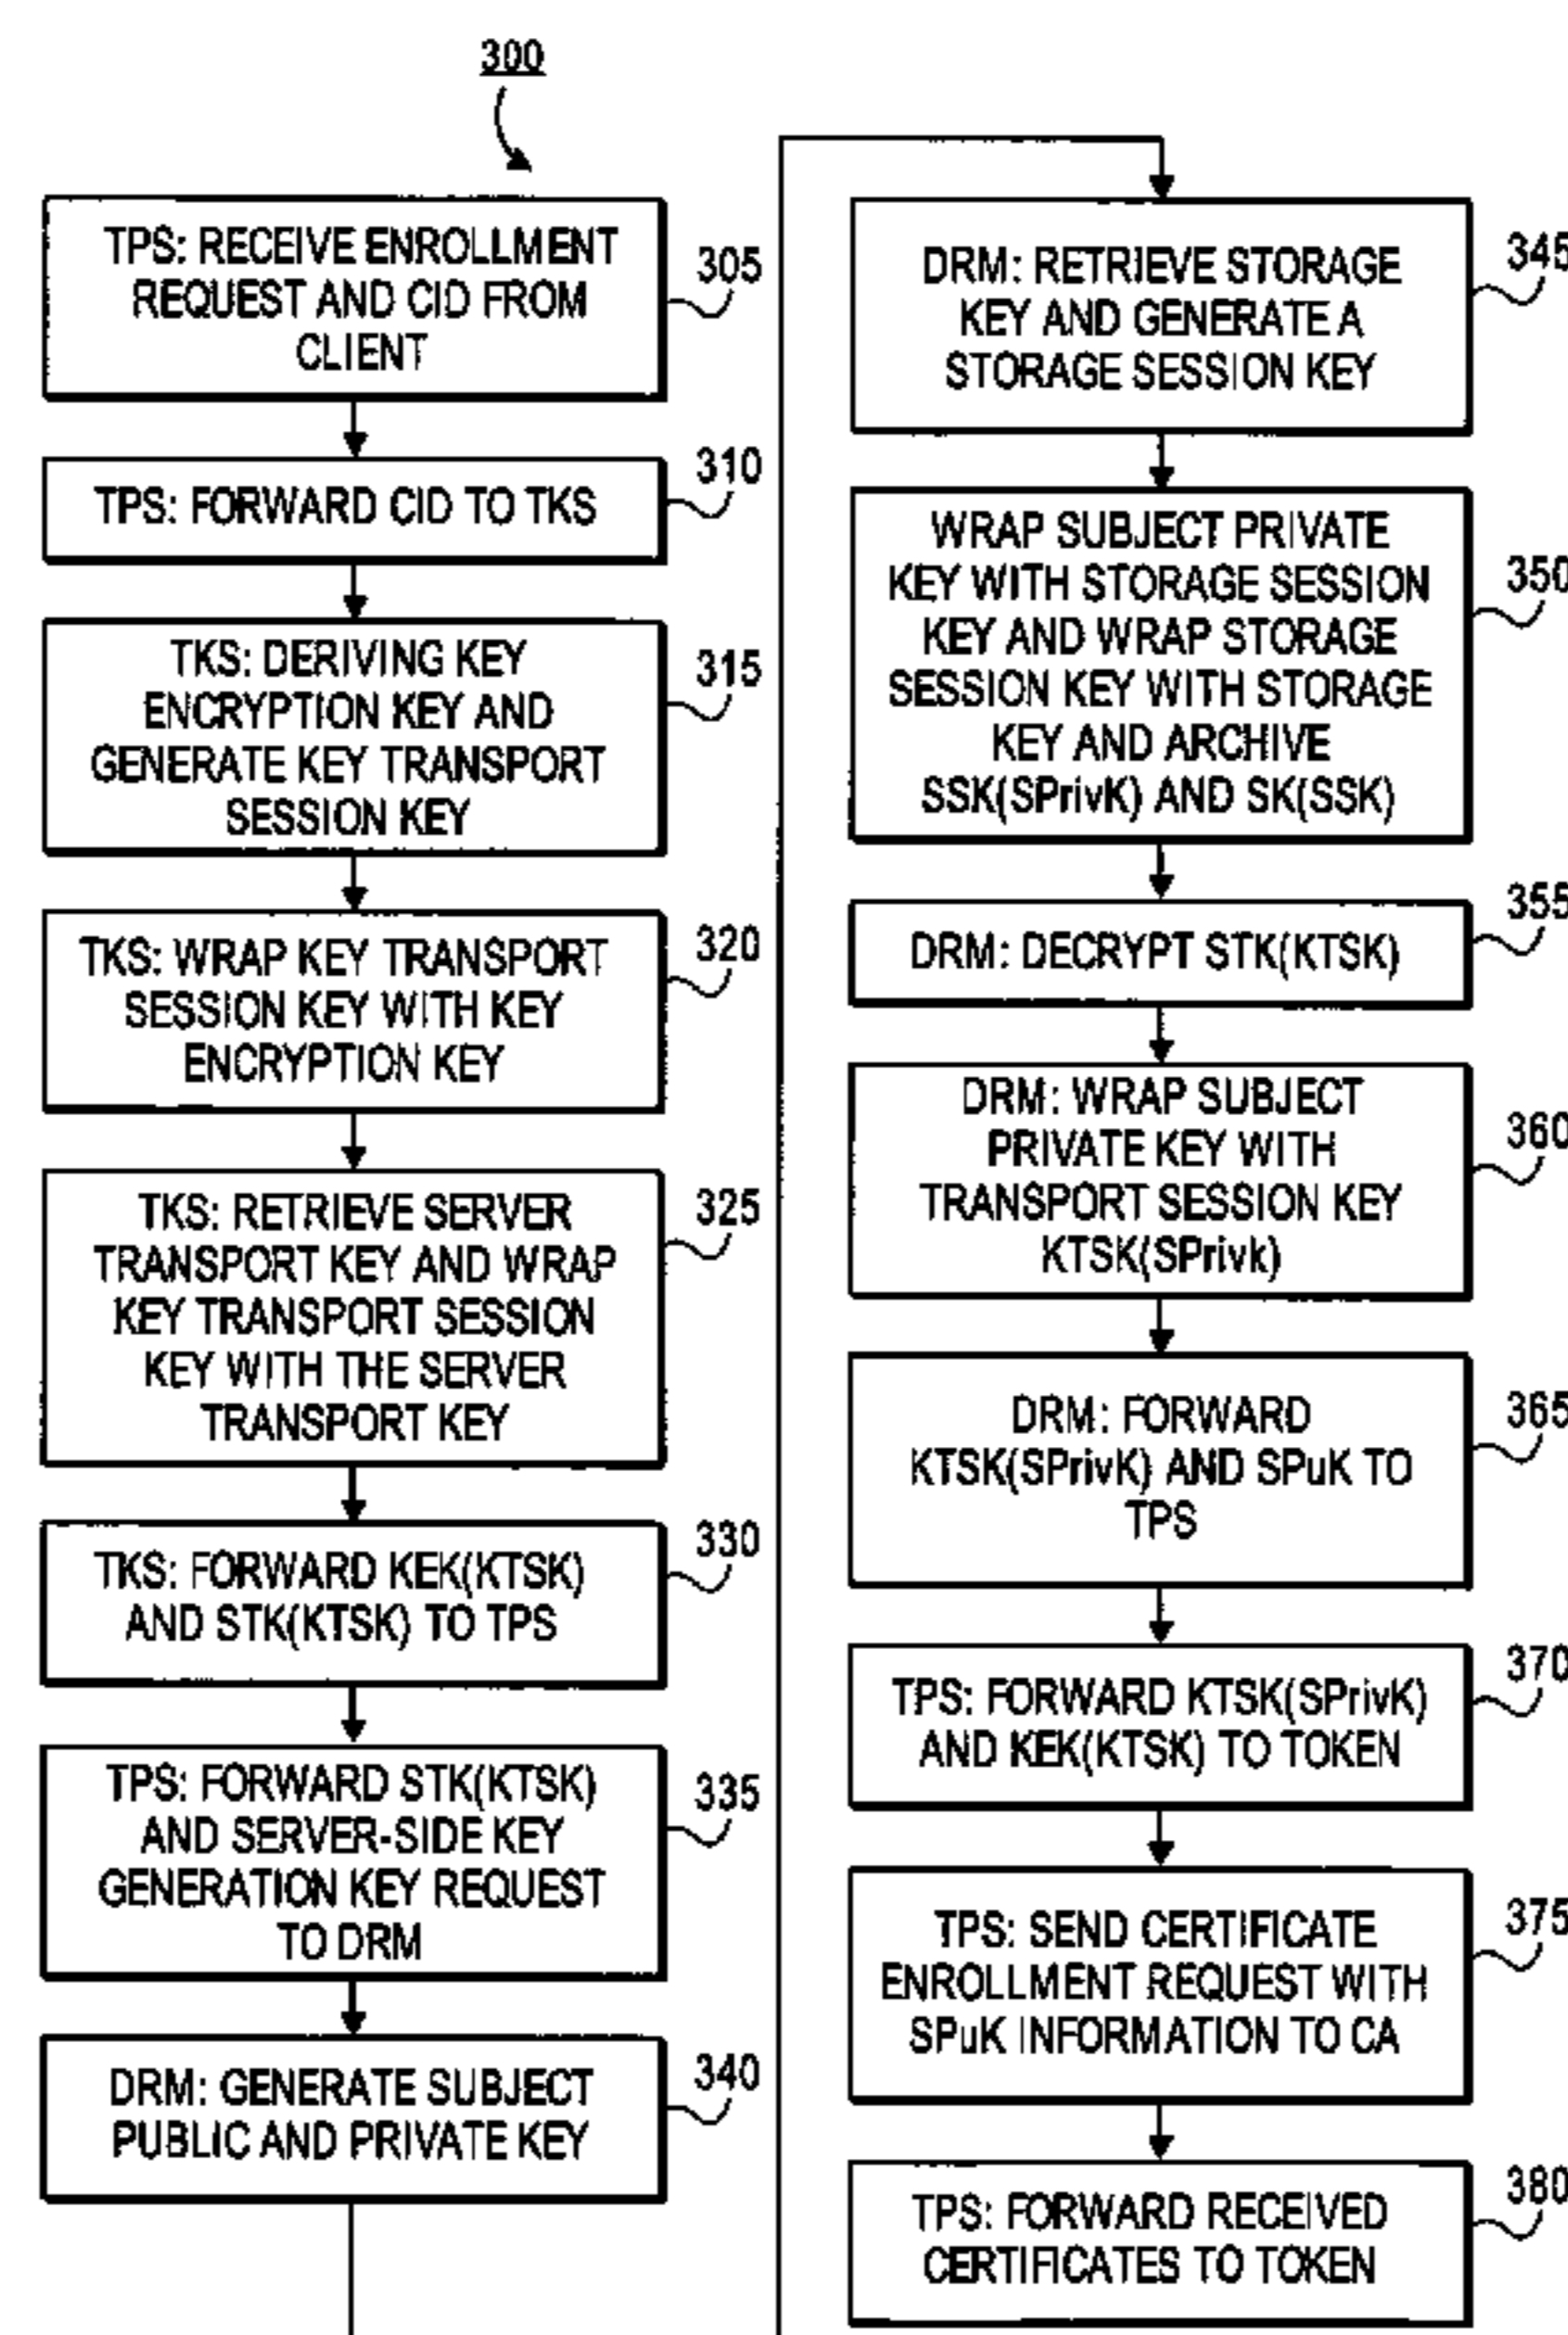 300
TPS: RECEIVE ENROLLMENT
REQUEST AND CID FROM
CLIENT
305
TPS: FORWARD CID TO TKS
310
TKS: DERIVING KEY
ENCRYPTION KEY AND
GENERATE KEY TRANSPORT
SESSION KEY
315
TKS: WRAP KEY TRANSPORT
SESSION KEY WITH KEY
ENCRYPTION KEY
320
TKS: RETRIEVE SERVER
TRANSPORT KEY AND WRAP
KEY TRANSPORT SESSION
KEY WITH THE SERVER
TRANSPORT KEY
325
TKS: FORWARD KEK(KTSK)
AND STK(KTSK) TO TPS
330
TPS: FORWARD STK(KTSK)
AND SERVER-SIDE KEY
GENERATION KEY REQUEST
TO DRM
335
DRM: GENERATE SUBJECT
PUBLIC AND PRIVATE KEY
340
DRM: RETRIEVE STORAGE
KEY AND GENERATE A
STORAGE SESSION KEY
345
WRAP SUBJECT PRIVATE
KEY WITH STORAGE SESSION
KEY AND WRAP STORAGE
SESSION KEY WITH STORAGE
KEY AND ARCHIVE
SSK(SPrivK) AND SK(SSK)
350
DRM: DECRYPT STK(KTSK)
355
DRM: WRAP SUBJECT
PRIVATE KEY WITH
TRANSPORT SESSION KEY
KTSK(SPrivk)
360
DRM: FORWARD
KTSK(SPrivK) AND SPuK TO
TPS
365
TPS: FORWARD KTSK(SPrivK)
AND KEK(KTSK) TO TOKEN
370
TPS: SEND CERTIFICATE
ENROLLMENT REQUEST WITH
SPuK INFORMATION TO CA
375
TPS: FORWARD RECEIVED
CERTIFICATES TO TOKEN
380